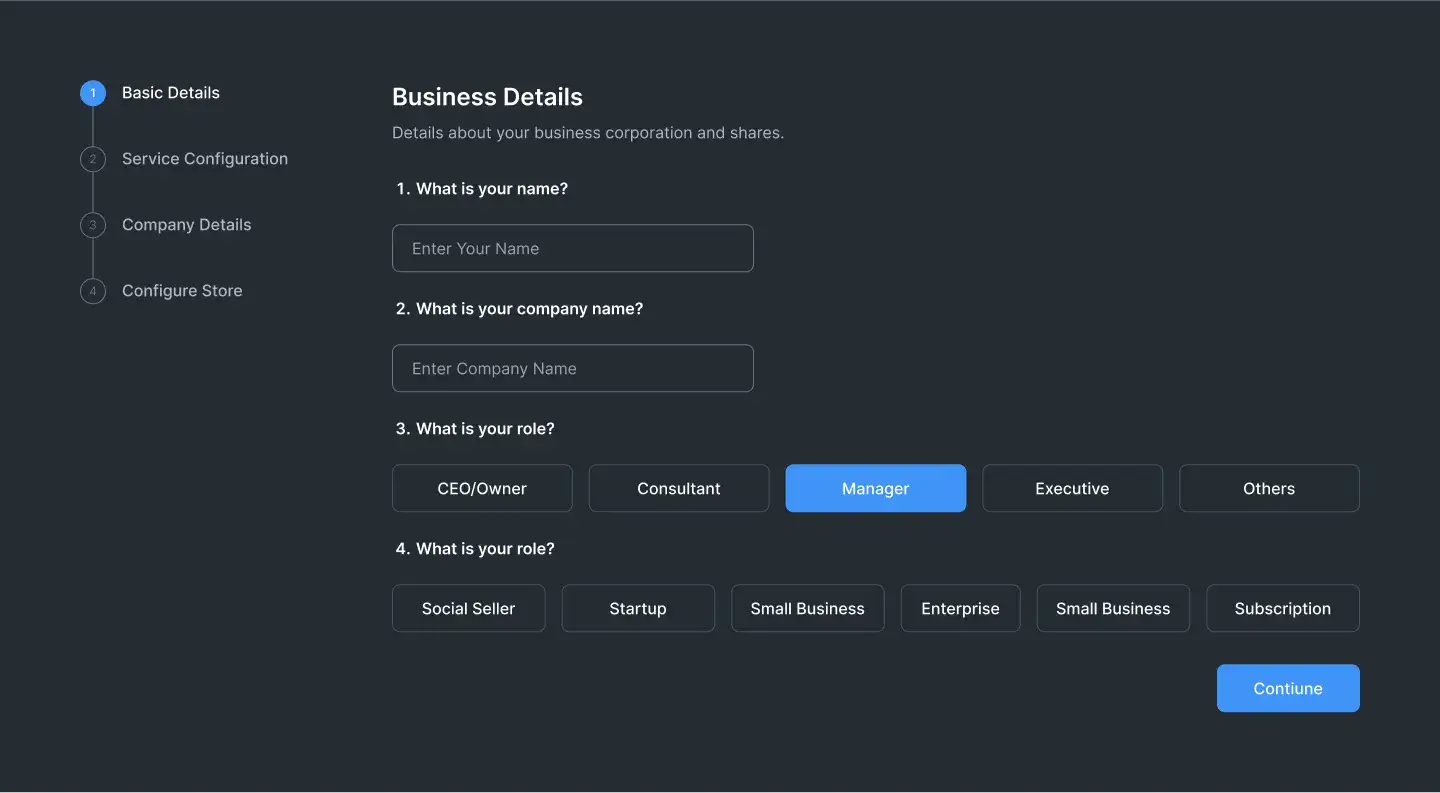 1 Basic Details
2 Service Configuration
3 Company Details
4 Configure Store
Business Details
Details about your business corporation and shares.
1. What is your name?
Enter Your Name
2. What is your company name?
Enter Company Name
3. What is your role?
CEO/Owner Consultant Manager Executive Others
4. What is your role?
Social Seller Startup Small Business Enterprise Small Business Subscription
Contiune